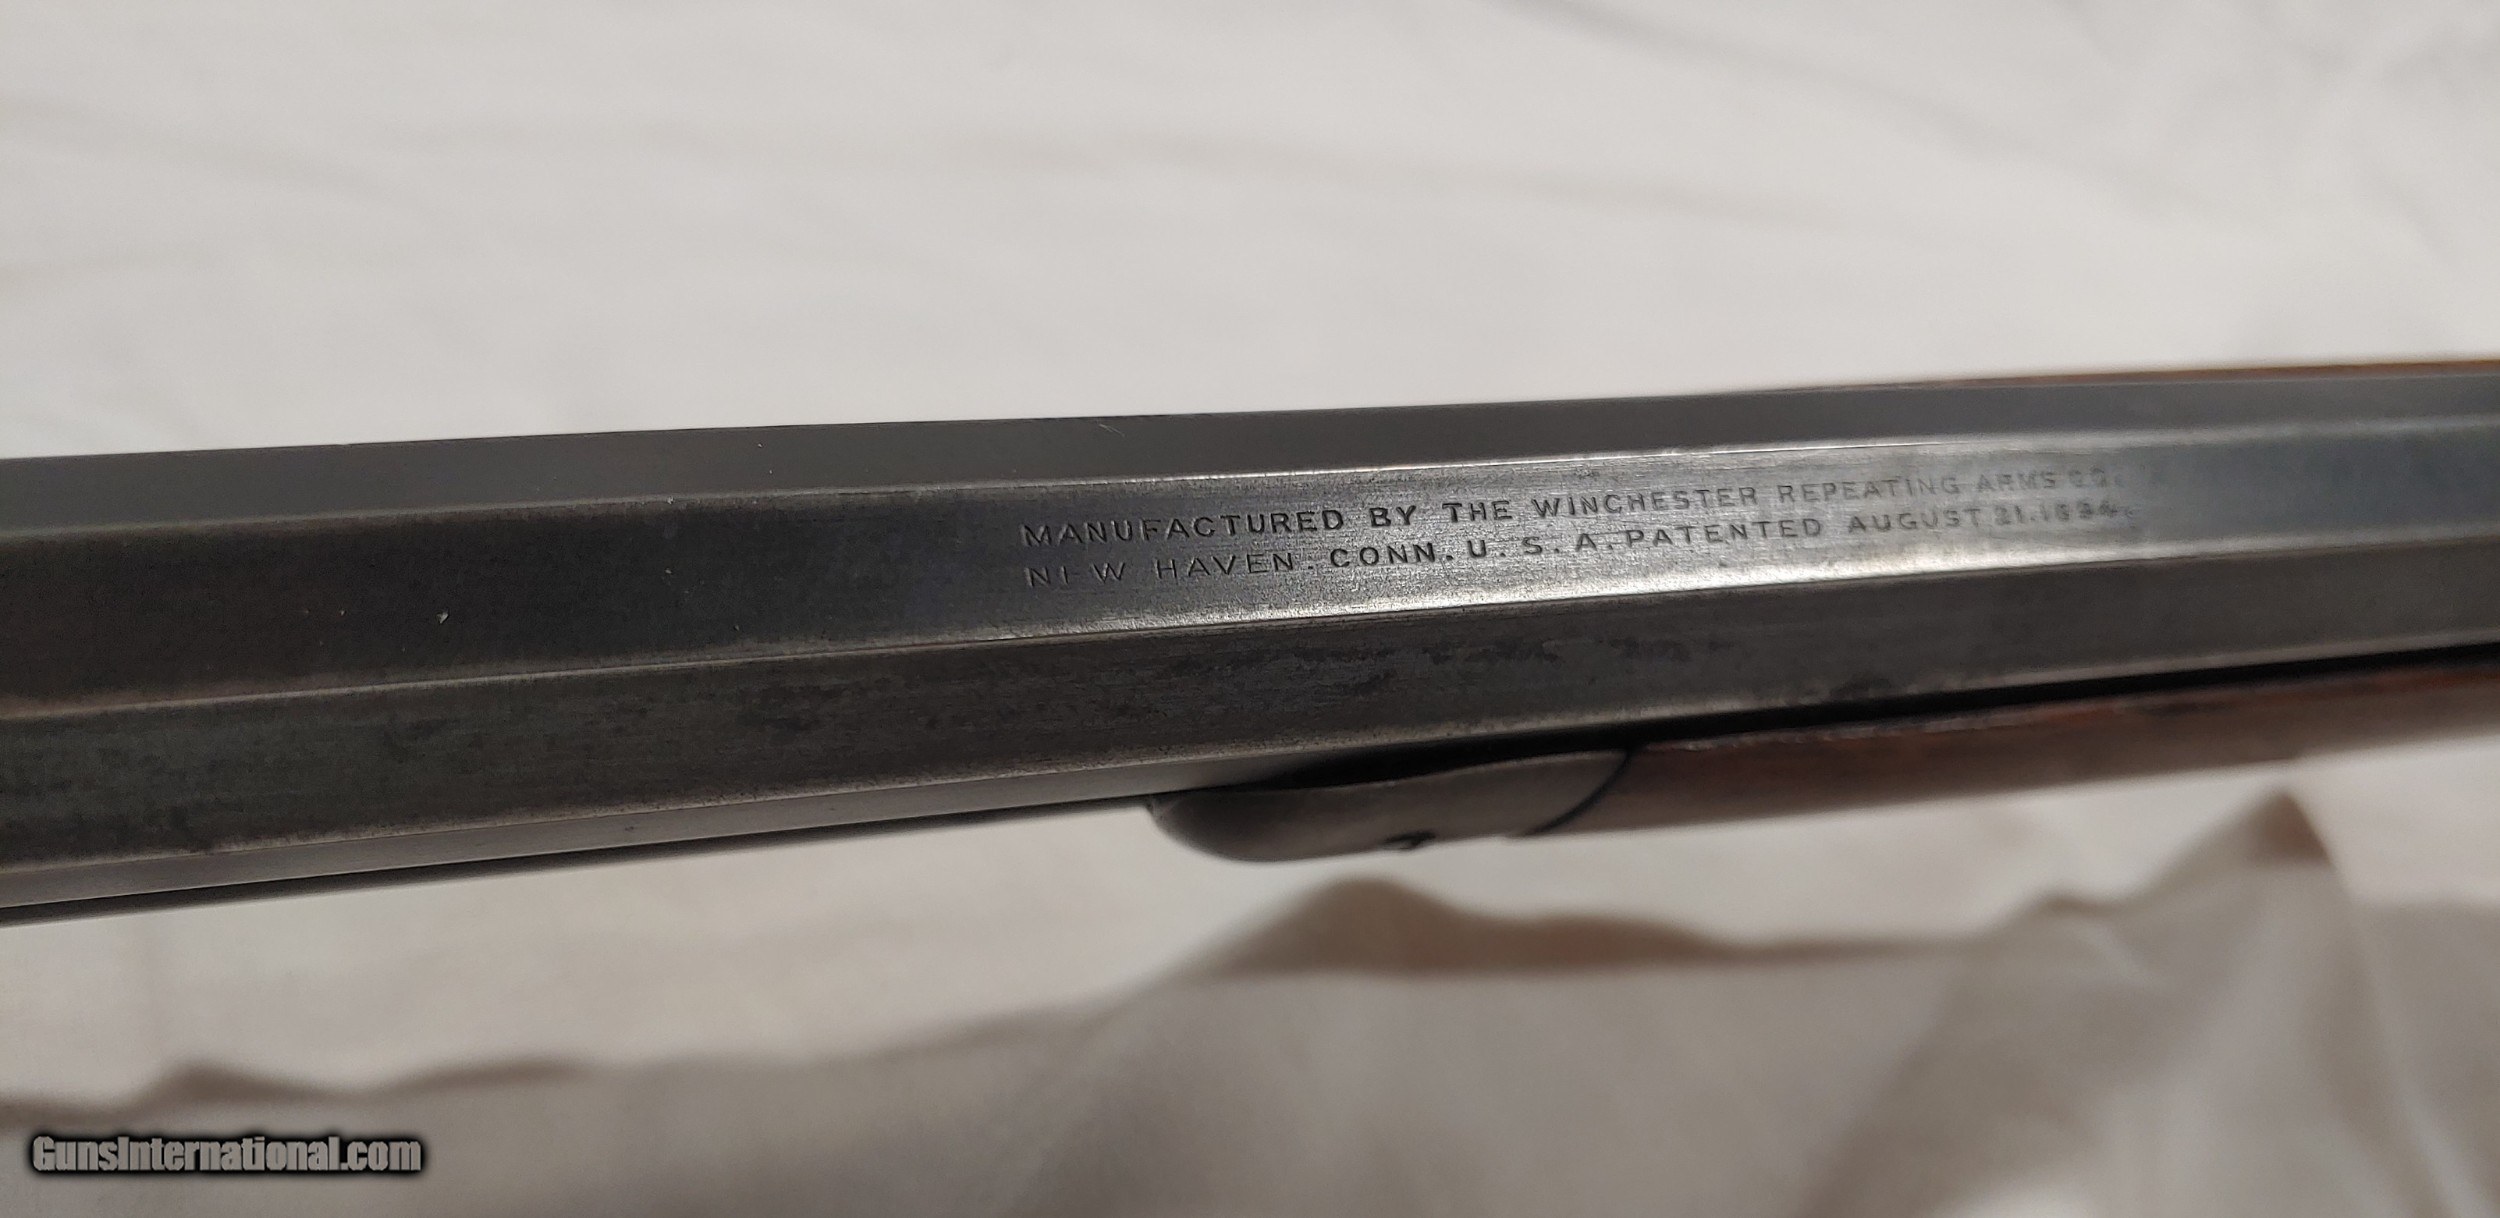 MANUFACTURED BY THE WINCHESTER REPEATING ARMS CO.
NEW HAVEN. CONN. U. S. A. PATENTED AUGUST 21. 1894.
GunsInternational.com